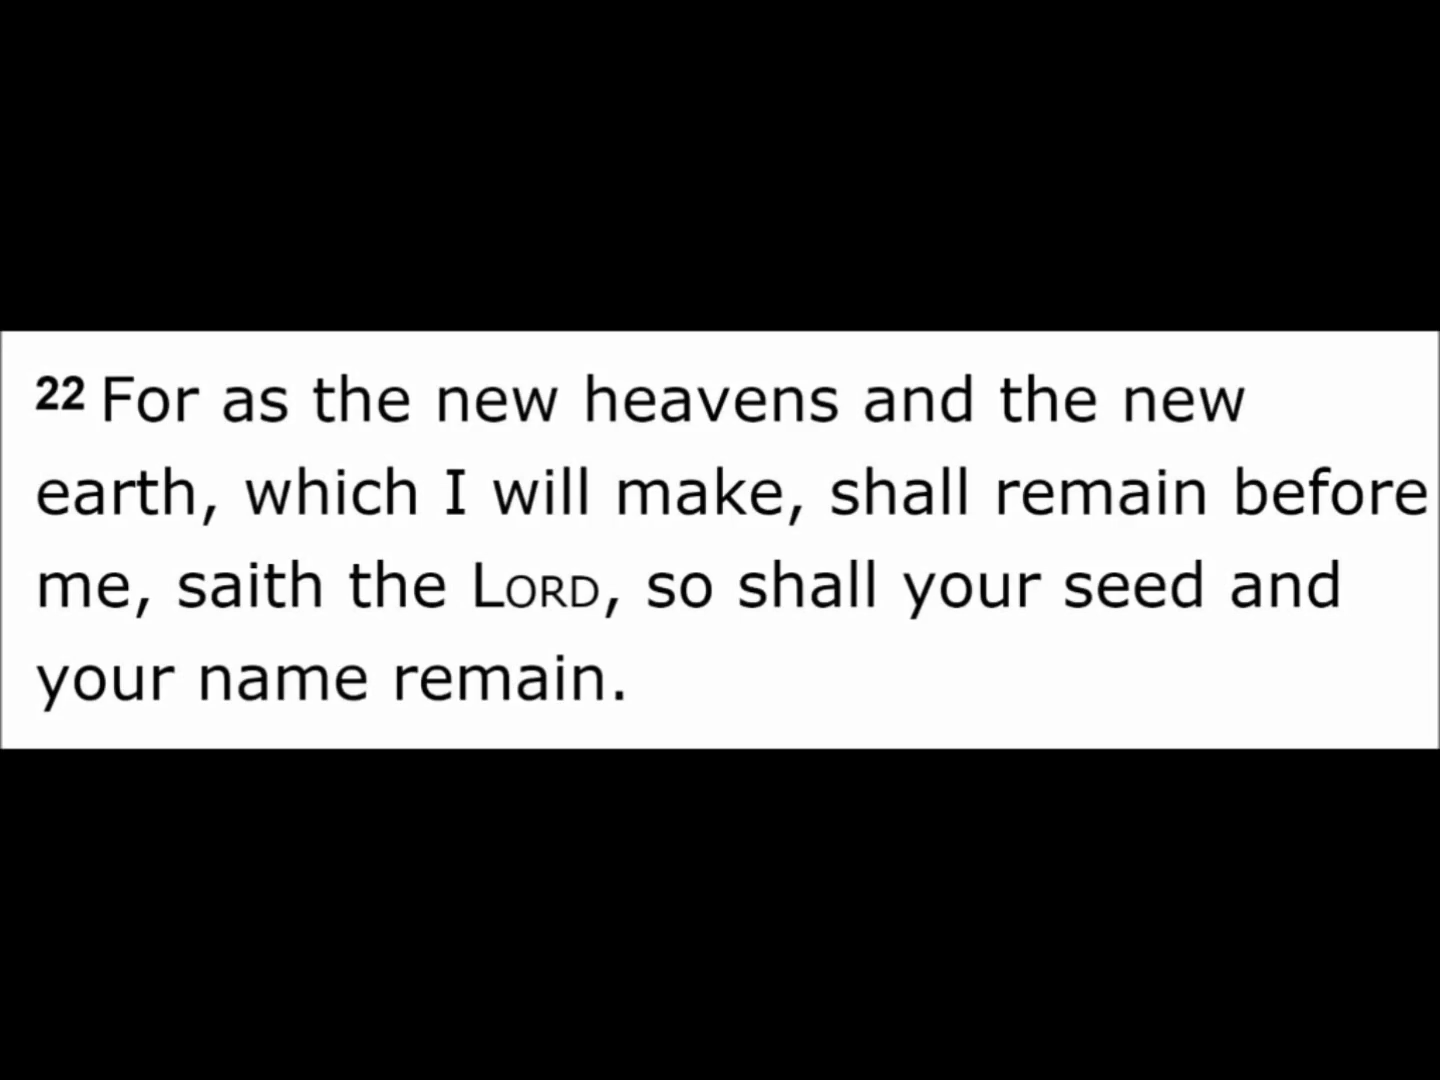 22 For as the new heavens and the new
earth, which I will make, shall remain before
me, saith the LORD, so shall your seed and
your name remain.